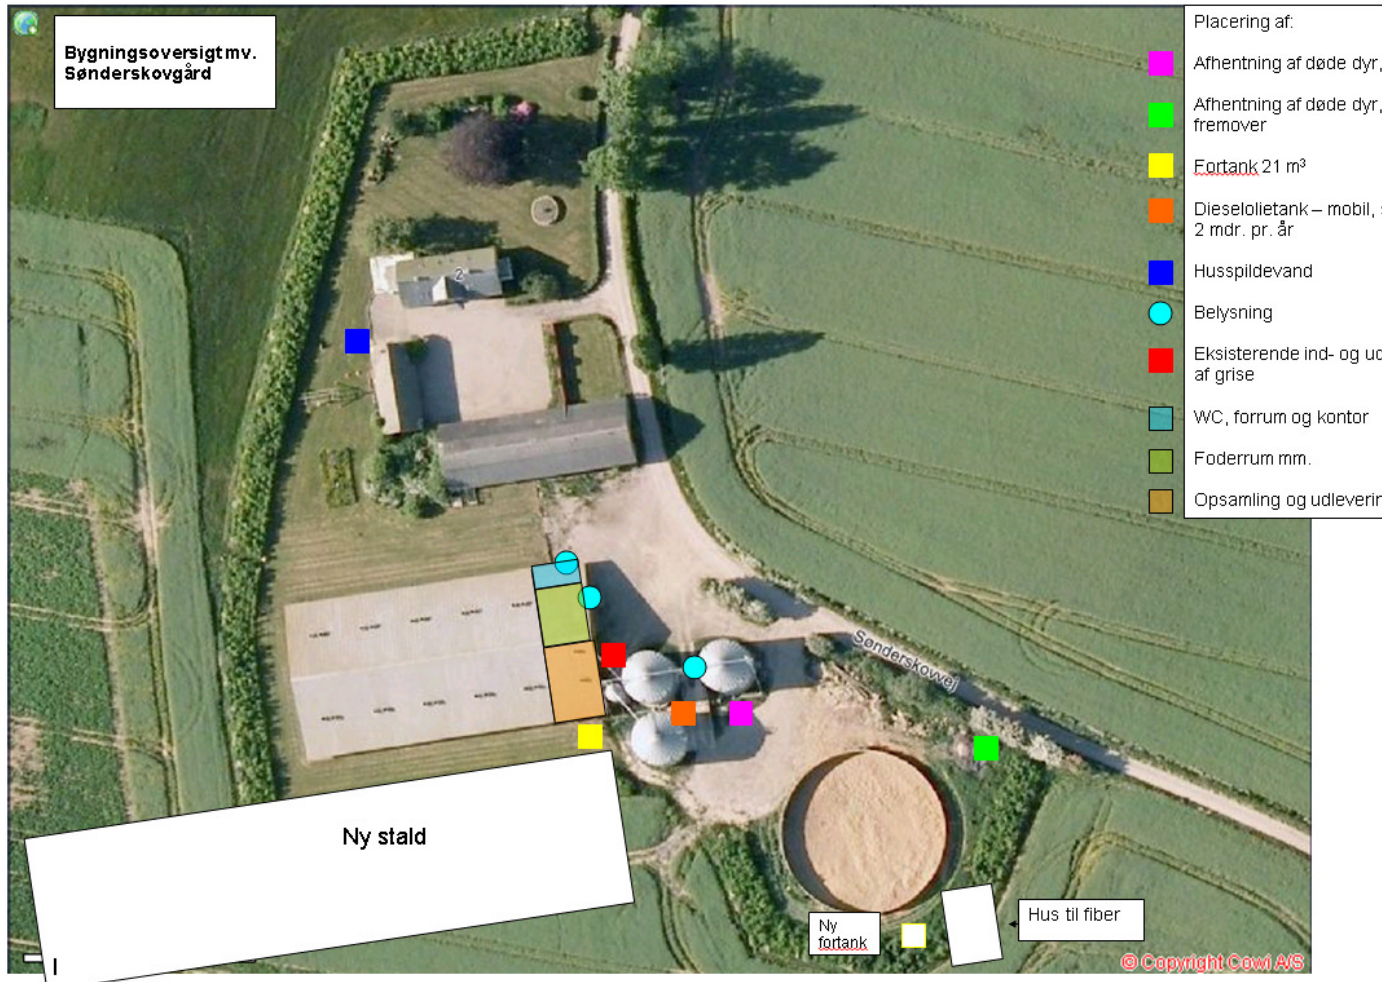 Bygningsoversigt mv.
Sønderskovgård
Placering af:
Afhentning af døde dyr,
Afhentning af døde dyr,
fremover
Fortank 21 m³
Dieselolietank – mobil,
2 mdr. pr. år
Husspildevand
Belysning
Eksisterende ind- og
af grise
WC, forrum og kontor
Foderrum mm.
Opsamling og
2
Sønderskovvej
Ny stald
Ny
fortank
Hus til fiber
© Copyright Cowi A/S